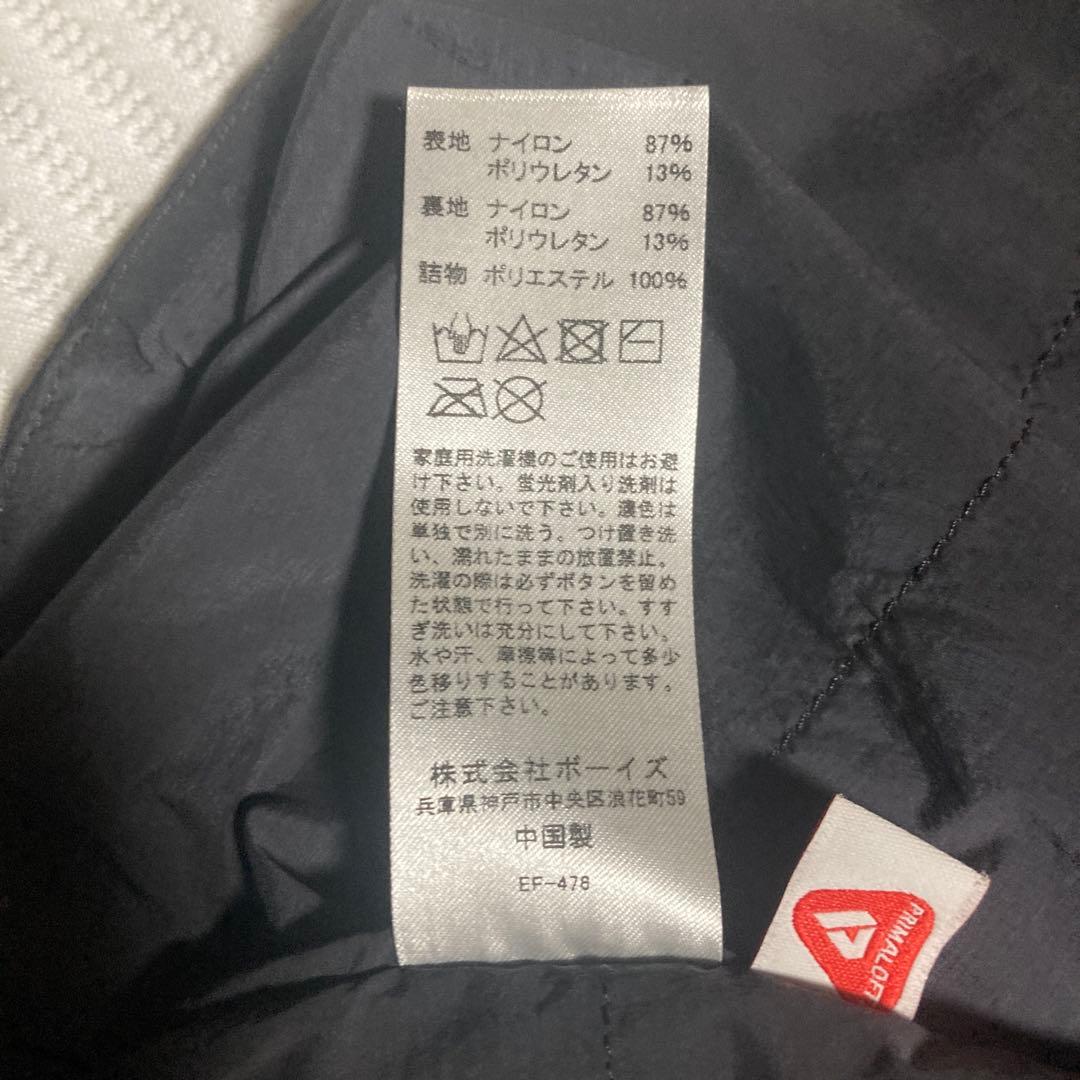 表地 ナイロン 87%
ポリウレタン 13%
裏地 ナイロン 87%
ポリウレタン 13%
詰物 ポリエステル 100%
家庭用洗濯機のご使用はお避
け下さい。蛍光剤入り洗剤は
使用しないで下さい。濃色は
単独で別に洗う。つけ置き洗
い、濡れたままの放置禁止。
洗濯の際は必ずボタンを留め
た状態で行って下さい。すす
ぎ洗いは充分にして下さい。
水や汗、摩擦等によって多少
色移りすることがあります。
ご注意下さい。
株式会社ボーイズ
兵庫県神戸市中央区浪花町59
中国製
EF-478
PRIMALOFT